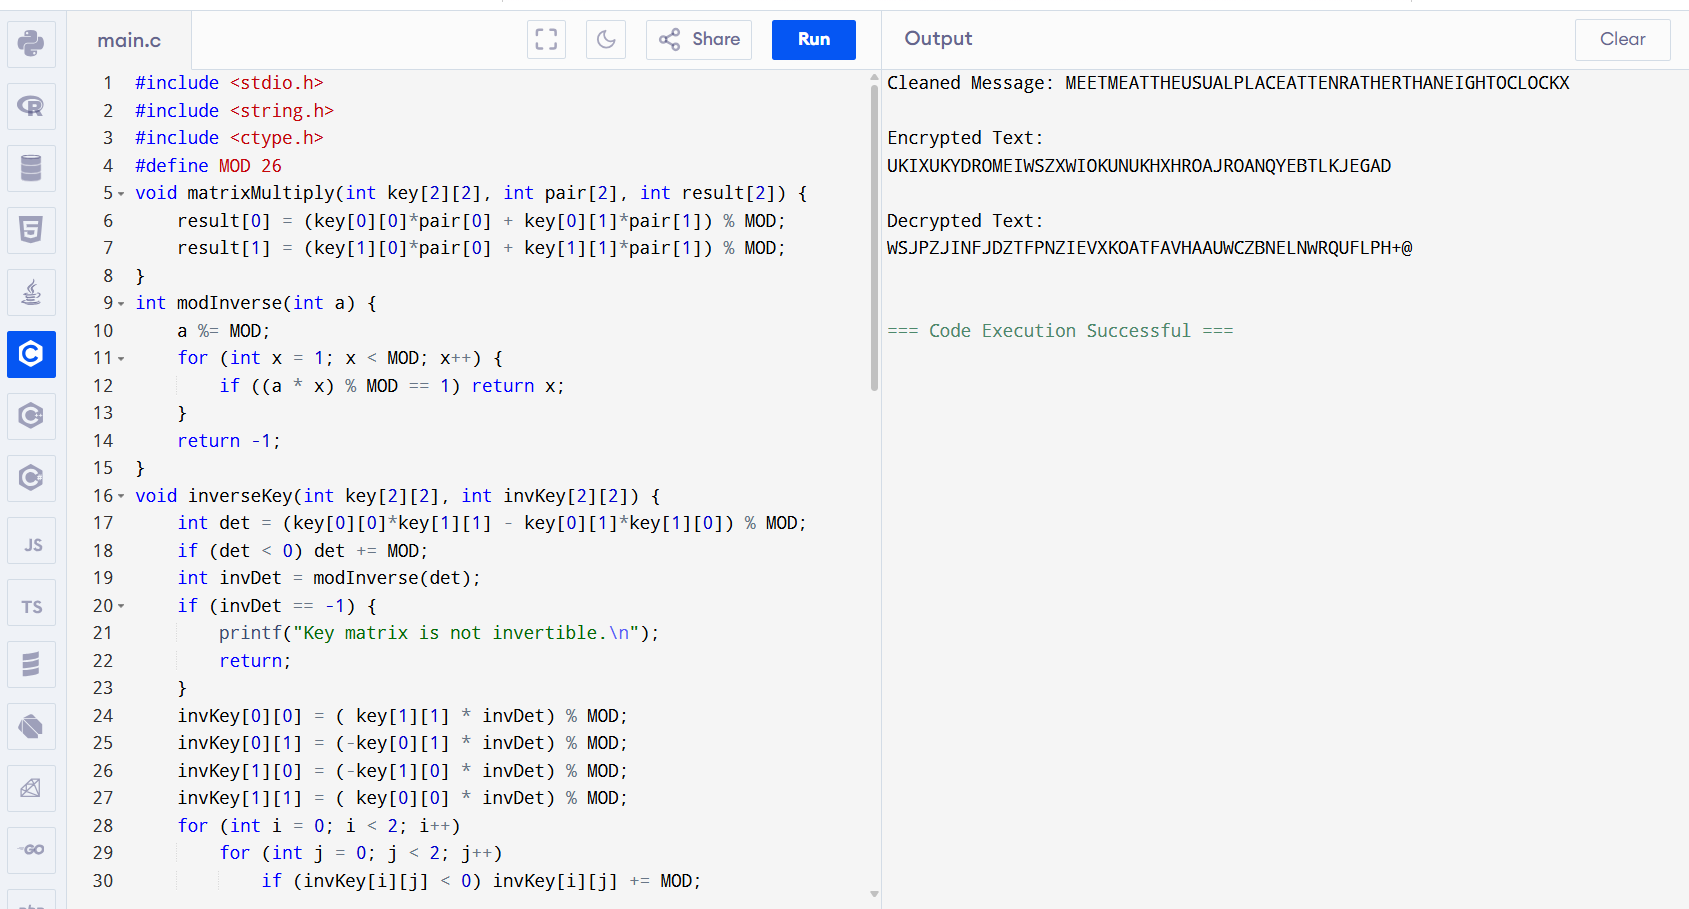 main.c
Share
Run
Output
Clear
1 #include <stdio.h>
2 #include <string.h>
3 #include <ctype.h>
4 #define MOD 26
5 void matrixMultiply(int key[2][2], int pair[2], int result[2]) {
6     result[0] = (key[0][0]*pair[0] + key[0][1]*pair[1]) % MOD;
7     result[1] = (key[1][0]*pair[0] + key[1][1]*pair[1]) % MOD;
8 }
9 int modInverse(int a) {
10     a %= MOD;
11     for (int x = 1; x < MOD; x++) {
12         if ((a * x) % MOD == 1) return x;
13     }
14     return -1;
15 }
16 void inverseKey(int key[2][2], int invKey[2][2]) {
17     int det = (key[0][0]*key[1][1] - key[0][1]*key[1][0]) % MOD;
18     if (det < 0) det += MOD;
19     int invDet = modInverse(det);
20     if (invDet == -1) {
21         printf("Key matrix is not invertible.\n");
22         return;
23     }
24     invKey[0][0] = ( key[1][1] * invDet) % MOD;
25     invKey[0][1] = (-key[0][1] * invDet) % MOD;
26     invKey[1][0] = (-key[1][0] * invDet) % MOD;
27     invKey[1][1] = ( key[0][0] * invDet) % MOD;
28     for (int i = 0; i < 2; i++)
29         for (int j = 0; j < 2; j++)
30             if (invKey[i][j] < 0) invKey[i][j] += MOD;
Cleaned Message: MEETMEATTHEUSUALPLACEATTENRATHERTHANEIGHTOCLOCKX
Encrypted Text:
UKIXUKYDROMEIWSZXWIOKUNUKHXHROAJROANQYEBTLKJEGAD
Decrypted Text:
WSJPZJINFJDZTFPNZIEVXKOATFAVHAAUWCZBNELNWRQUFLPH+@
=== Code Execution Successful ===
JS
TS
GO